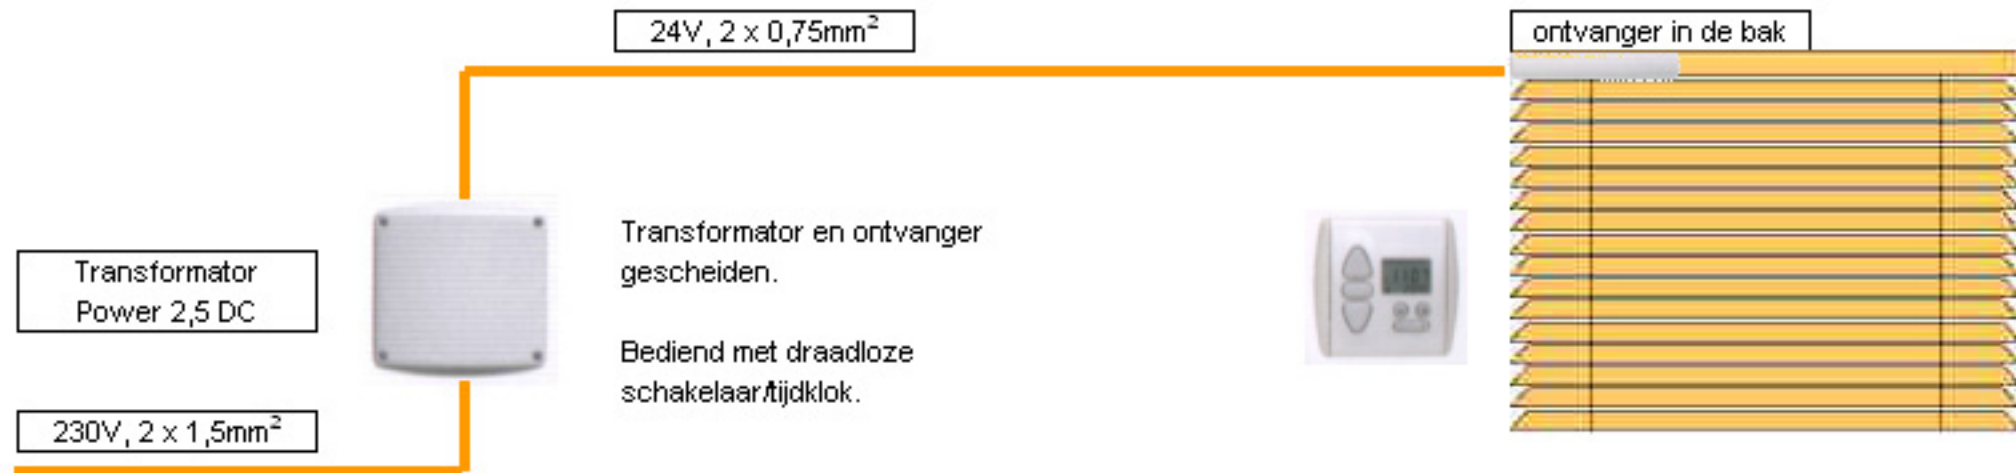 24V, 2 x 0,75mm²
ontvanger in de bak
Transformator
Power 2,5 DC
Transformator en ontvanger
gescheiden.
Bediend met draadloze
schakelaar/tijdklok.
230V, 2 x 1,5mm²